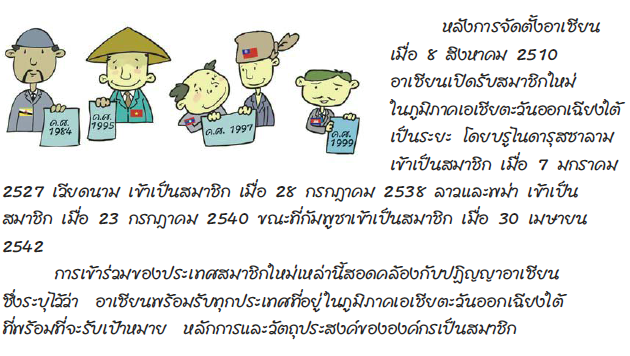 หลังการจัดตั้งอาเซียน
เมื่อ 8 สิงหาคม 2510
อาเซียนเปิดรับสมาชิกใหม่
ในภูมิภาคเอเชียตะวันออกเฉียงใต้
เป็นระยะ โดยบรูไนดารุสซาลาม
เข้าเป็นสมาชิก เมื่อ 7 มกราคม
2527 เวียดนาม เข้าเป็นสมาชิก เมื่อ 28 กรกฎาคม 2538 ลาวและพม่า เข้าเป็น
สมาชิก เมื่อ 23 กรกฎาคม 2540 ขณะที่กัมพูชาเข้าเป็นสมาชิก เมื่อ 30 เมษายน
2542
การเข้าร่วมของประเทศสมาชิกใหม่เหล่านี้สอดคล้องกับปฏิญญาอาเซียน
ซึ่งระบุไว้ว่า อาเซียนพร้อมรับทุกประเทศที่อยู่ในภูมิภาคเอเชียตะวันออกเฉียงใต้
ที่พร้อมที่จะรับเป้าหมาย หลักการและวัตถุประสงค์ขององค์กรเป็นสมาชิก
ค.ศ.
1984
ค.ศ.
1995
ค.ศ. 1997
ค.ศ.
1999